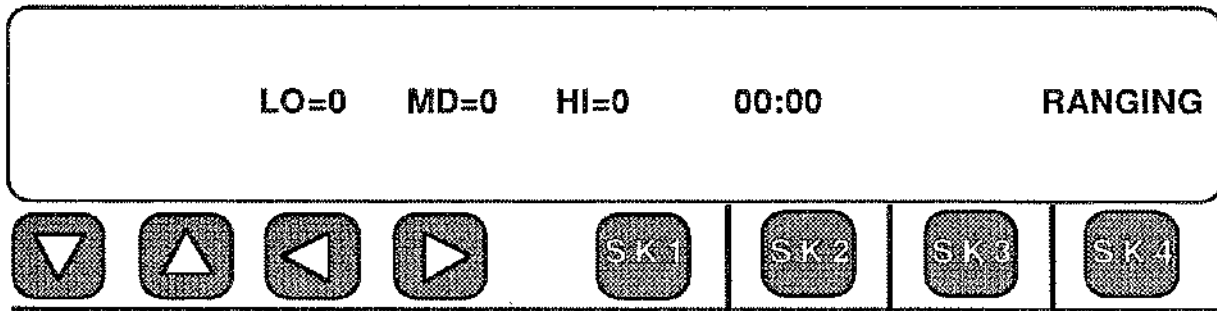 LO=0 MD=0 HI=0 00:00 RANGING
SK1 SK2 SK3 SK4